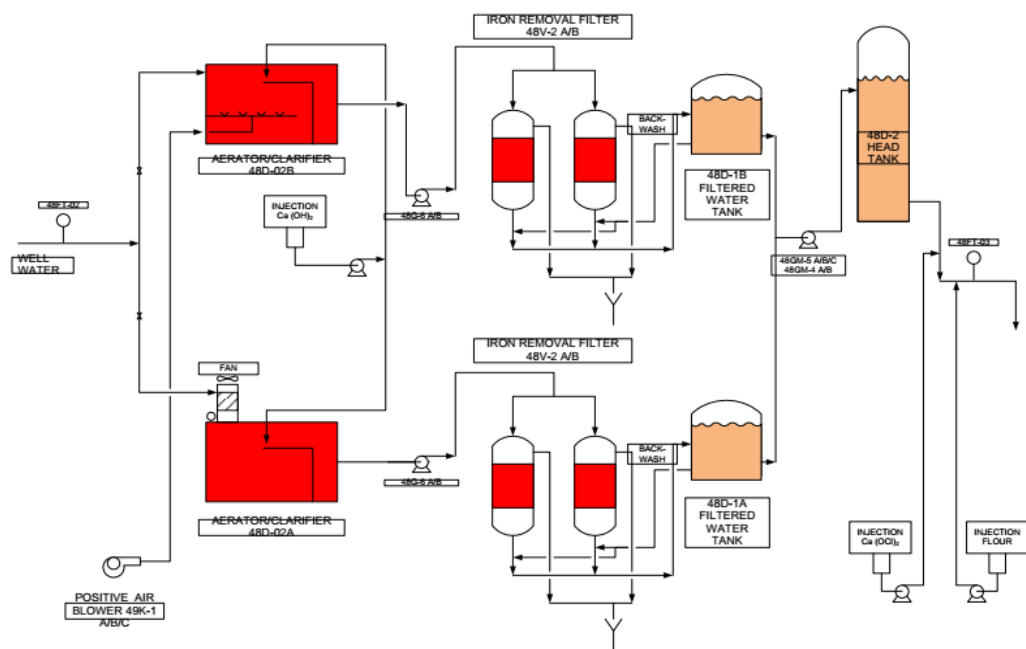 IRON REMOVAL FILTER
48V-2 A/B
AERATOR/CLARIFIER
48D-02B
INJECTION
Ca (OH)₂
48G-6 A/B
BACK-
WASH
48D-1B
FILTERED
WATER
TANK
48D-2
HEAD
TANK
48FT-02
WELL
WATER
48GM-5 A/B/C
48GM-4 A/B
48FT-03
IRON REMOVAL FILTER
48V-2 A/B
FAN
AERATOR/CLARIFIER
48D-02A
48G-6 A/B
BACK-
WASH
48D-1A
FILTERED
WATER
TANK
INJECTION
Ca (OCl)₂
INJECTION
FLOUR
POSITIVE AIR
BLOWER 49K-1
A/B/C